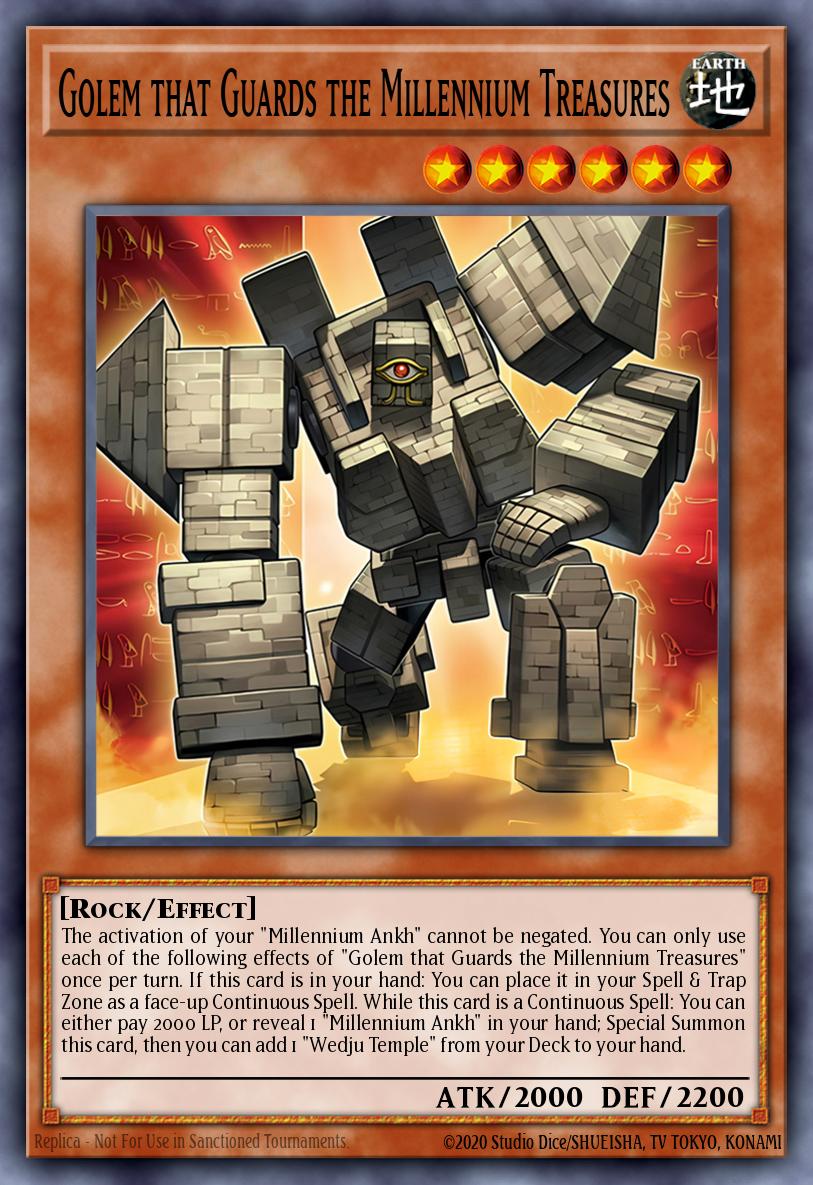 Golem that Guards the Millennium Treasures
EARTH
地
[Rock/Effect]
The activation of your "Millennium Ankh" cannot be negated. You can only use
each of the following effects of "Golem that Guards the Millennium Treasures"
once per turn. If this card is in your hand: You can place it in your Spell & Trap
Zone as a face-up Continuous Spell. While this card is a Continuous Spell: You can
either pay 2000 LP, or reveal 1 "Millennium Ankh" in your hand; Special Summon
this card, then you can add 1 "Wedju Temple" from your Deck to your hand.
ATK/2000 DEF/2200
Replica - Not For Use in Sanctioned Tournaments.
©2020 Studio Dice/SHUEISHA, TV TOKYO, KONAMI